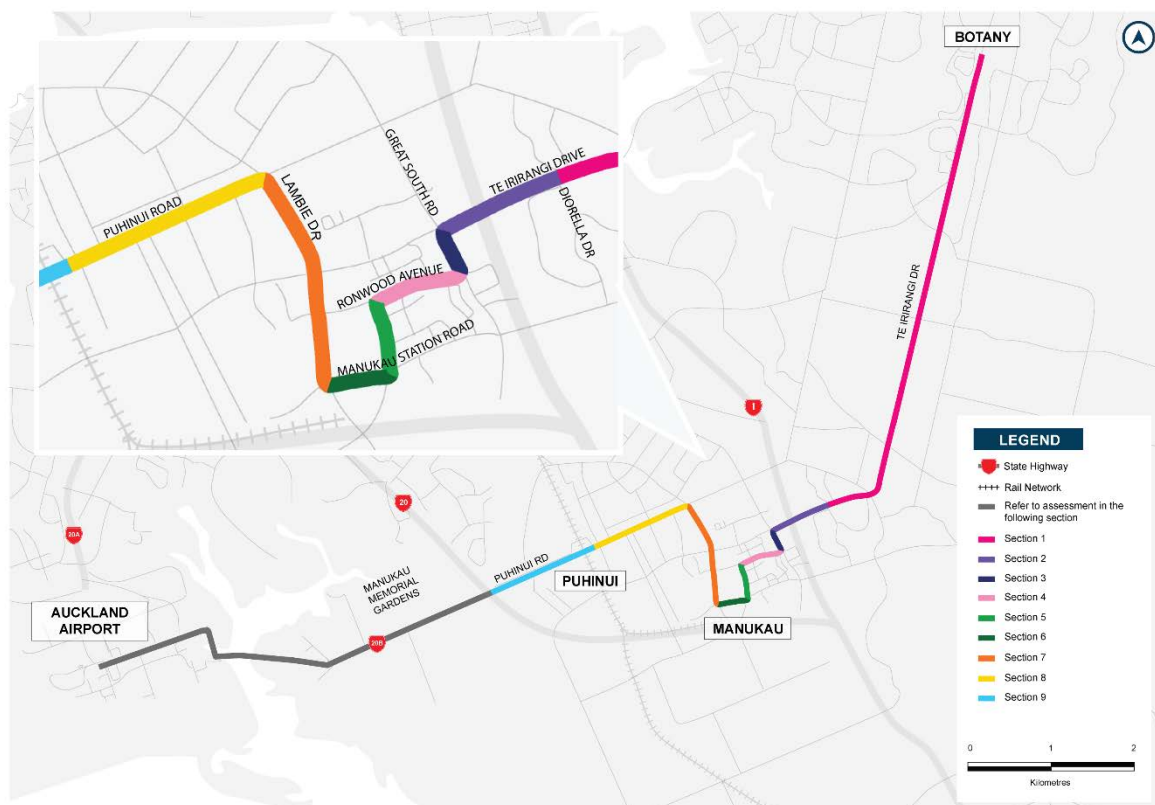 BOTANY
GREAT SOUTH RD
TE IRIRANGI DRIVE
LAMBIE DR
DIORELLA DR
PUHINUI ROAD
RONWOOD AVENUE
MANUKAU STATION ROAD
TE IRIRANGI DR
1
20
20A
PUHINUI RD
PUHINUI
MANUKAU
MEMORIAL
GARDENS
AUCKLAND
AIRPORT
20B
MANUKAU
LEGEND
State Highway
Rail Network
Refer to assessment in the
following section
Section 1
Section 2
Section 3
Section 4
Section 5
Section 6
Section 7
Section 8
Section 9
0 1 2
Kilometres